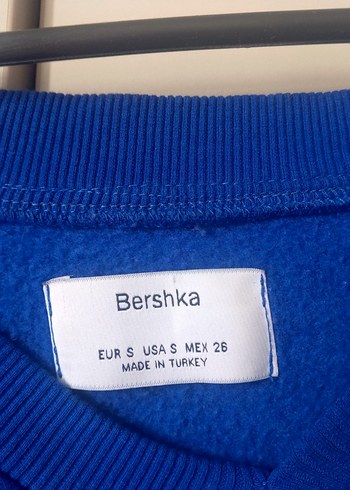 Bershka
EUR S USA S MEX 26
MADE IN TURKEY